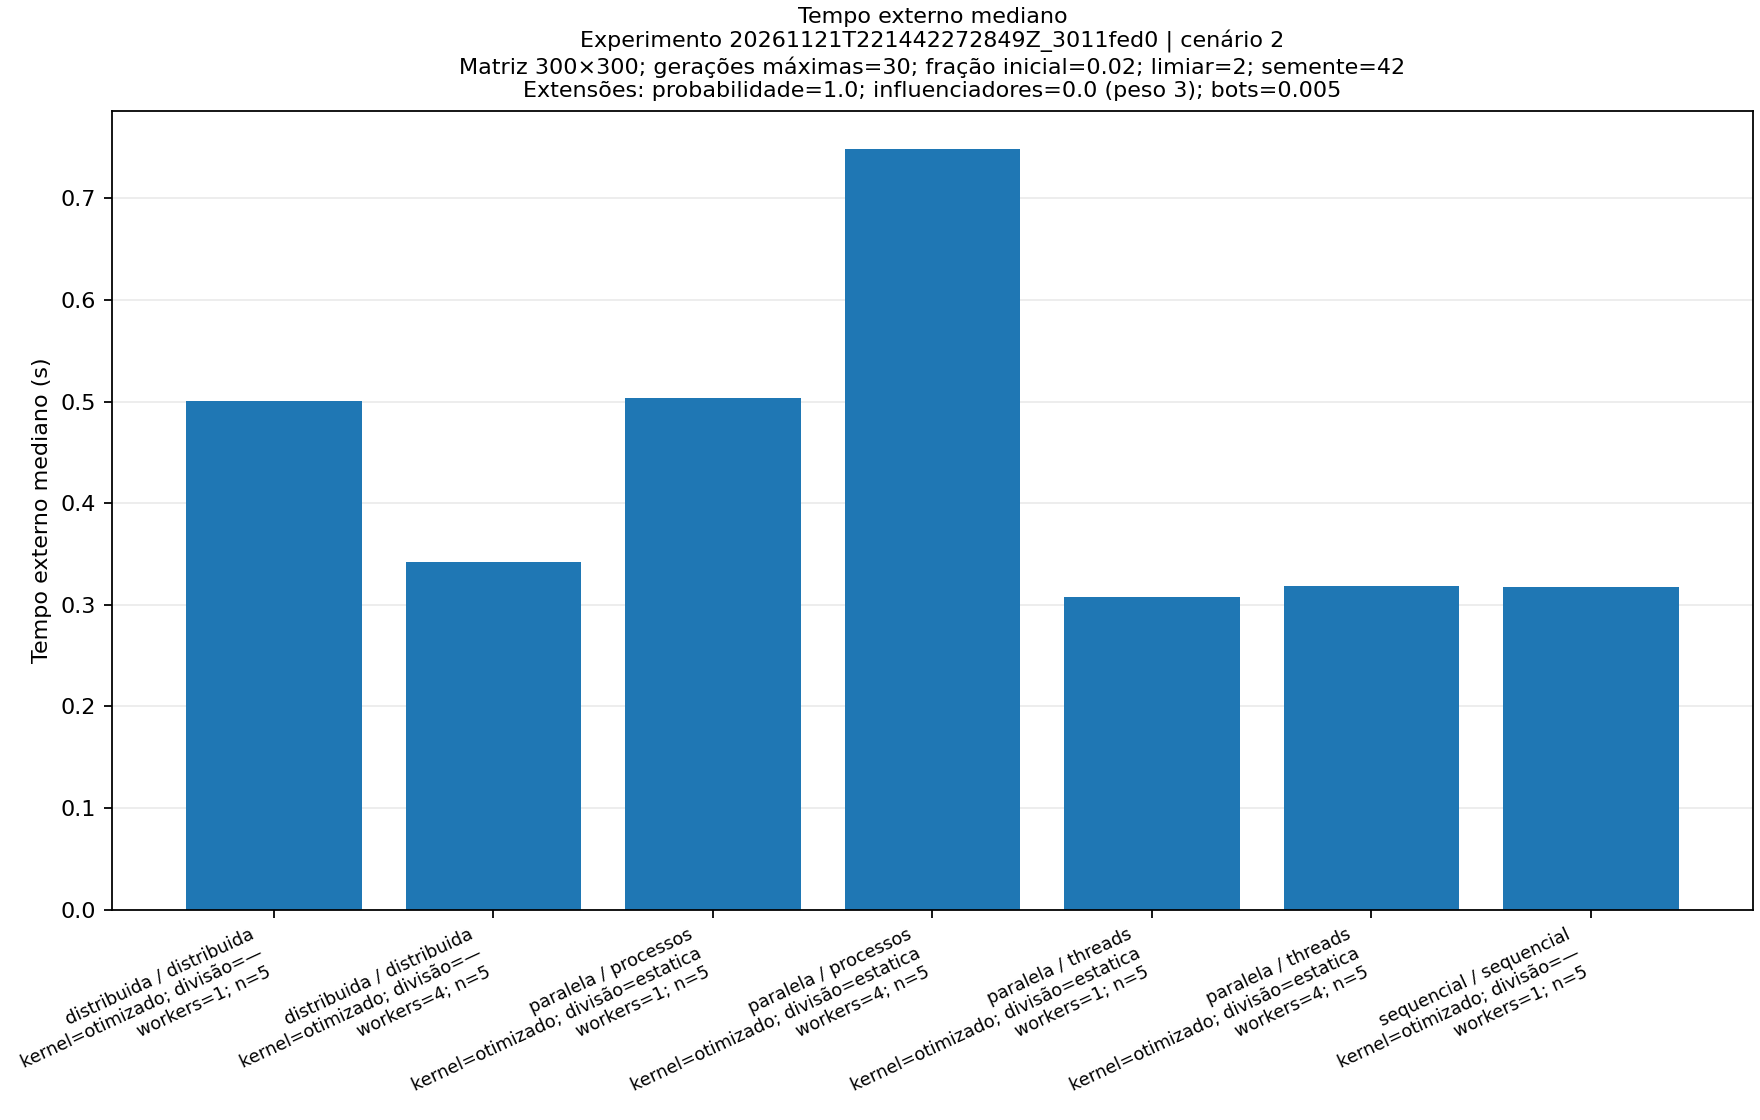 Tempo externo mediano
Experimento 20261121T221442272849Z_3011fed0 | cenário 2
Matriz 300×300; gerações máximas=30; fração inicial=0.02; limiar=2; semente=42
Extensões: probabilidade=1.0; influenciadores=0.0 (peso 3); bots=0.005
Tempo externo mediano (s)
0.7
0.6
0.5
0.4
0.3
0.2
0.1
0.0
distribuida / distribuida
kernel=otimizado; divisão=—
workers=1; n=5
distribuida / distribuida
kernel=otimizado; divisão=—
workers=4; n=5
paralela / processos
kernel=otimizado; divisão=estatica
workers=1; n=5
paralela / processos
kernel=otimizado; divisão=estatica
workers=4; n=5
paralela / threads
kernel=otimizado; divisão=estatica
workers=1; n=5
paralela / threads
kernel=otimizado; divisão=estatica
workers=4; n=5
sequencial / sequencial
kernel=otimizado; divisão=—
workers=1; n=5